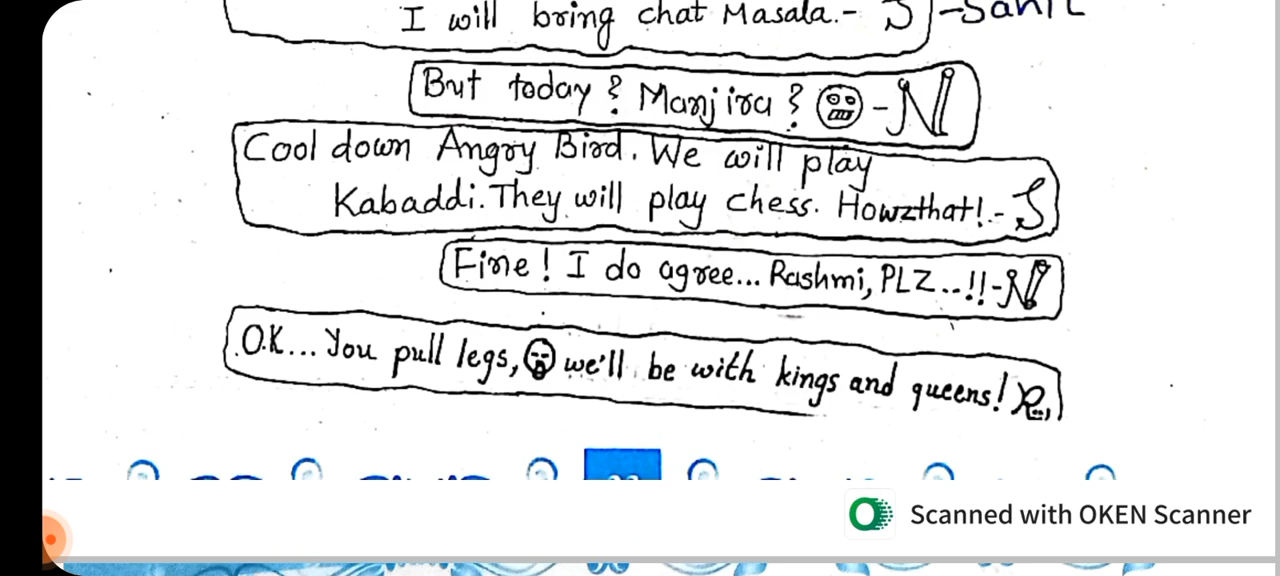 I will bring chat Masala.- S -Sahil
But today? Manjira? - N
Cool down Angry Bird. We will play
Kabaddi. They will play chess. Howzthat!.- S
Fine! I do agree... Rashmi, PLZ...!! - N
O.K... You pull legs, we'll be with kings and queens! R
Scanned with OKEN Scanner